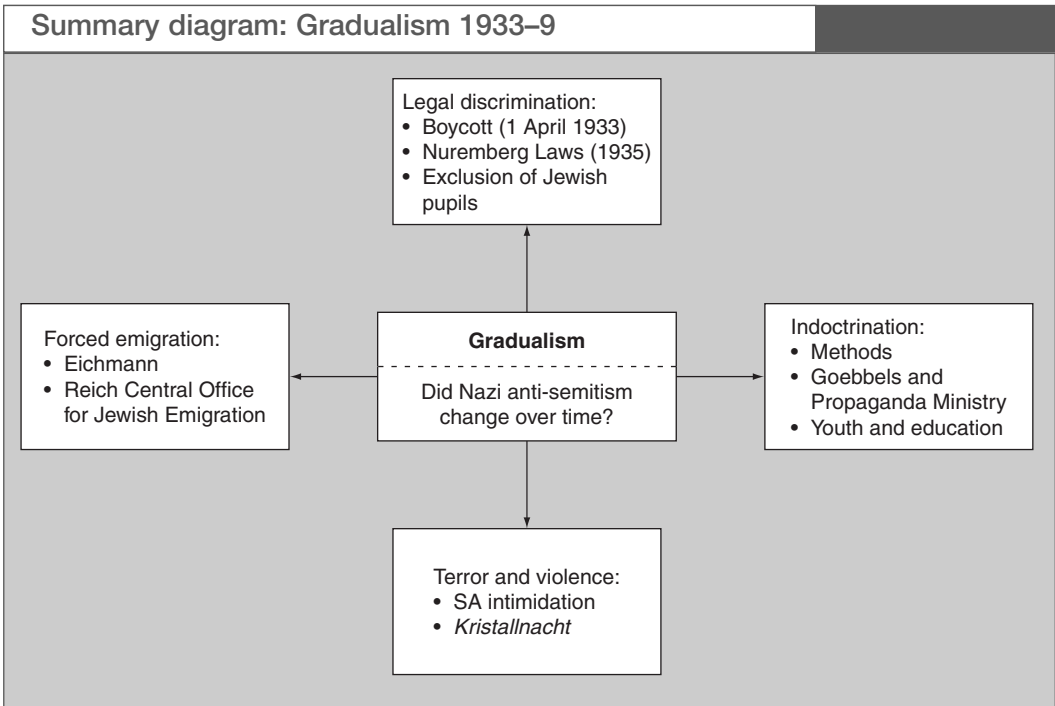 Summary diagram: Gradualism 1933–9
Legal discrimination:
• Boycott (1 April 1933)
• Nuremberg Laws (1935)
• Exclusion of Jewish
pupils
Forced emigration:
• Eichmann
• Reich Central Office
for Jewish Emigration
Gradualism
Did Nazi anti-semitism
change over time?
Indoctrination:
• Methods
• Goebbels and
Propaganda Ministry
• Youth and education
Terror and violence:
• SA intimidation
• Kristallnacht